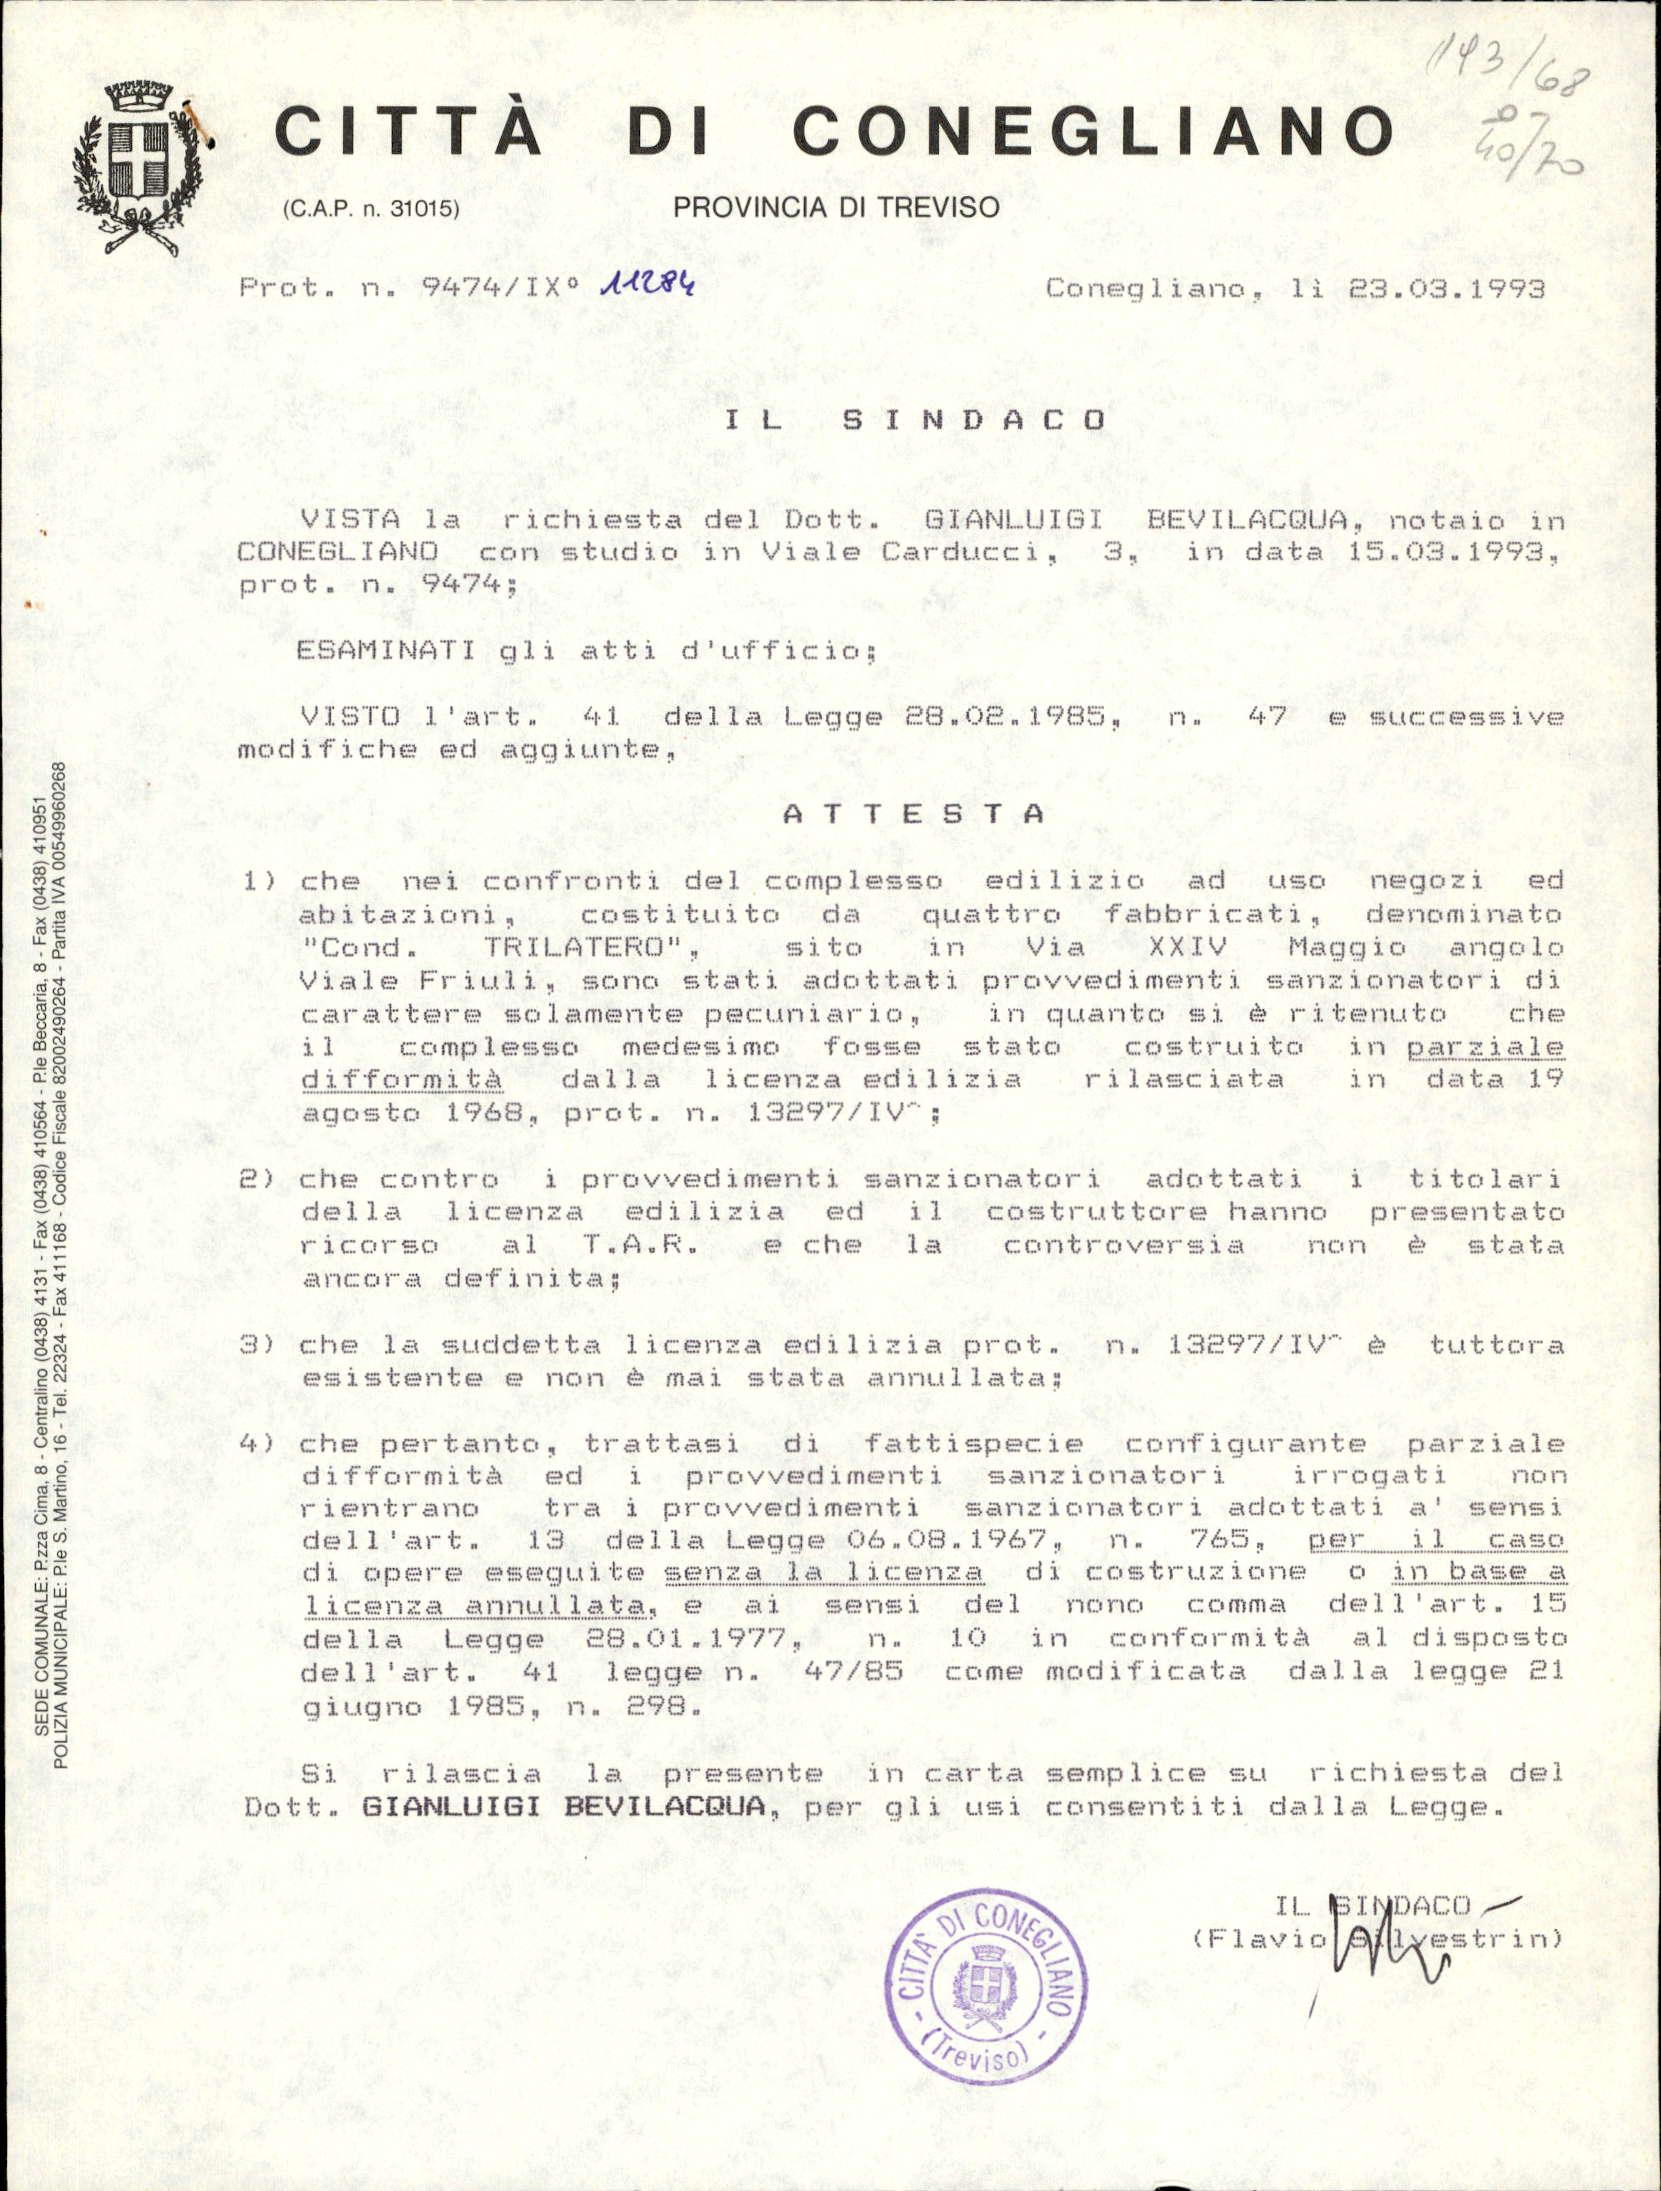 193/68
40/70
CITTÀ DI CONEGLIANO
(C.A.P. n. 31015) PROVINCIA DI TREVISO
Prot. n. 9474/IX° 11284 Conegliano, li 23.03.1993
IL SINDACO
VISTA la richiesta del Dott. GIANLUIGI BEVILACQUA, notaio in
CONEGLIANO con studio in Viale Carducci, 3, in data 15.03.1993,
prot. n. 9474;
ESAMINATI gli atti d'ufficio;
VISTO l'art. 41 della Legge 28.02.1985, n. 47 e successive
modifiche ed aggiunte,
ATTESTA
1) che nei confronti del complesso edilizio ad uso negozi ed
abitazioni, costituito da quattro fabbricati, denominato
"Cond. TRILATERO", sito in Via XXIV Maggio angolo
Viale Friuli, sono stati adottati provvedimenti sanzionatori di
carattere solamente pecuniario, in quanto si è ritenuto che
il complesso medesimo fosse stato costruito in parziale
difformità dalla licenza edilizia rilasciata in data 19
agosto 1968, prot. n. 13297/IV^;
2) che contro i provvedimenti sanzionatori adottati i titolari
della licenza edilizia ed il costruttore hanno presentato
ricorso al T.A.R. e che la controversia non è stata
ancora definita;
3) che la suddetta licenza edilizia prot. n. 13297/IV^ è tuttora
esistente e non è mai stata annullata;
4) che pertanto, trattasi di fattispecie configurante parziale
difformità ed i provvedimenti sanzionatori irrogati non
rientrano tra i provvedimenti sanzionatori adottati a' sensi
dell'art. 13 della Legge 06.08.1967, n. 765, per il caso
di opere eseguite senza la licenza di costruzione o in base a
licenza annullata, e ai sensi del nono comma dell'art. 15
della Legge 28.01.1977, n. 10 in conformità al disposto
dell'art. 41 legge n. 47/85 come modificata dalla legge 21
giugno 1985, n. 298.
Si rilascia la presente in carta semplice su richiesta del
Dott. GIANLUIGI BEVILACQUA, per gli usi consentiti dalla Legge.
IL SINDACO
(Flavio Silvestrin)
- CITTA' DI CONEGLIANO -
(Treviso)
SEDE COMUNALE: P.zza Cima, 8 - Centralino (0438) 4131 - Fax (0438) 410564 - P.le Beccaria, 8 - Fax (0438) 410951
POLIZIA MUNICIPALE: P.le S. Martino, 16 - Tel. 22324 - Fax 411168 - Codice Fiscale 82002490264 - Partita IVA 00549960268